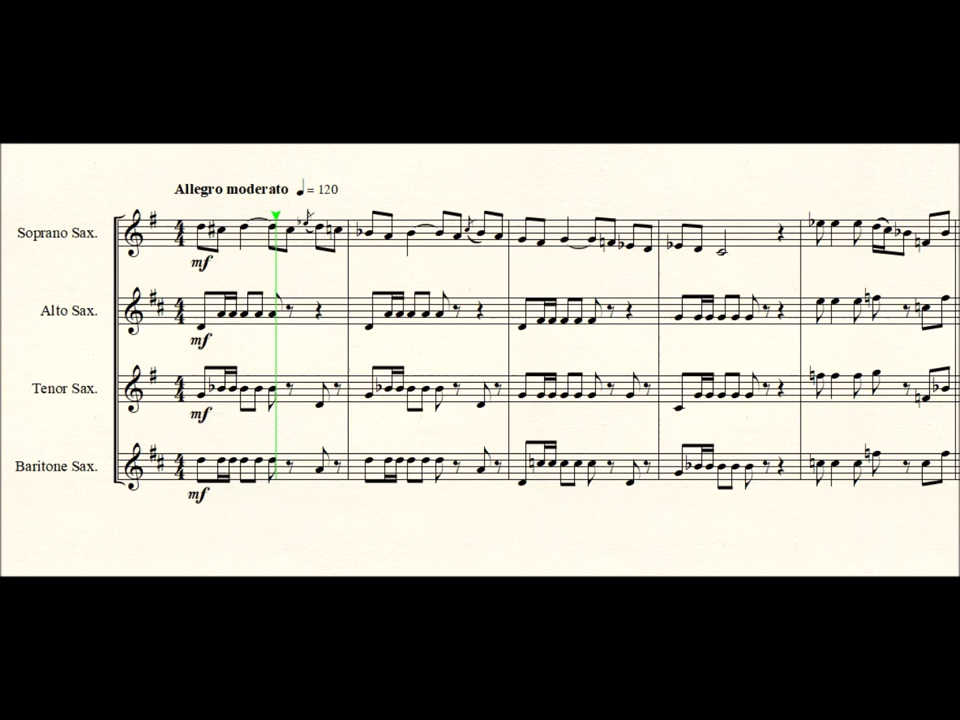 Allegro moderato ♩ = 120
Soprano Sax.
mf
Alto Sax.
mf
Tenor Sax.
mf
Baritone Sax.
mf